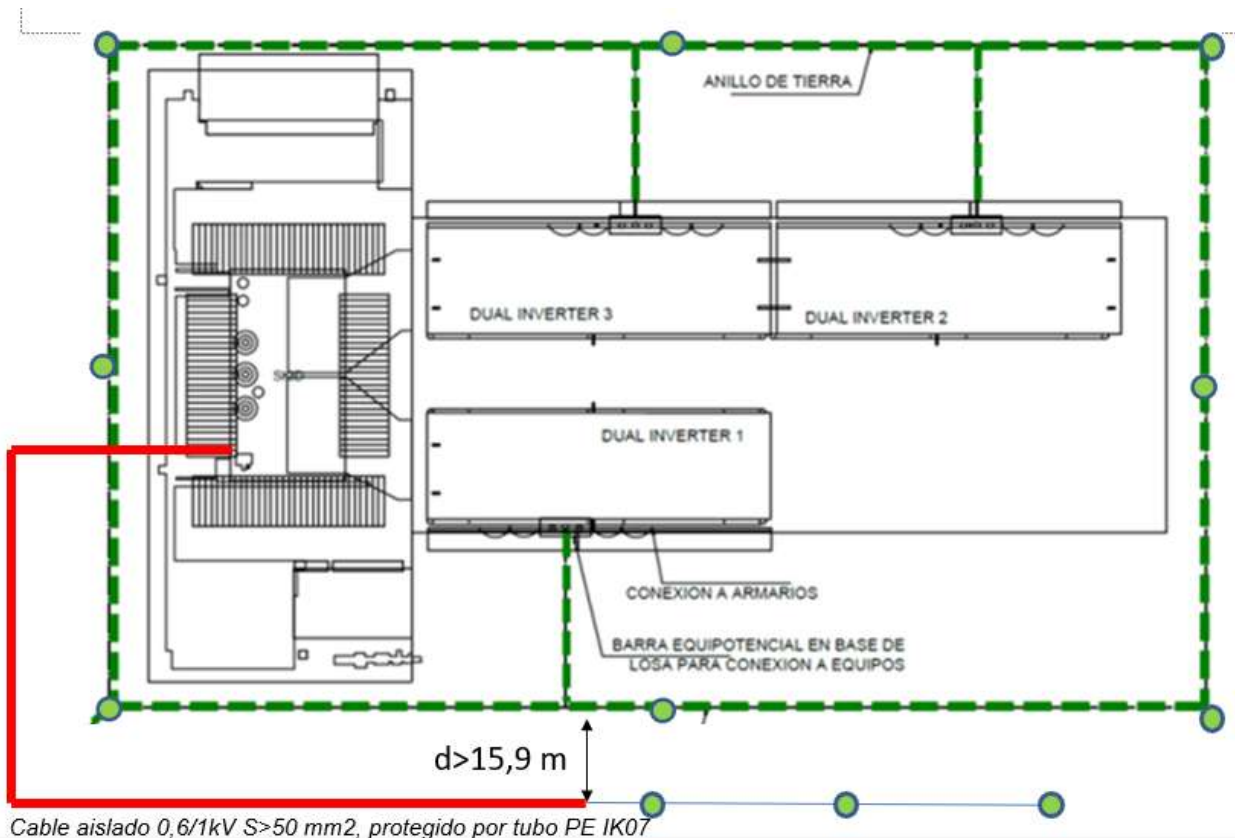 ANILLO DE TIERRA
DUAL INVERTER 3
DUAL INVERTER 2
SKID
DUAL INVERTER 1
CONEXION A ARMARIOS
BARRA EQUIPOTENCIAL EN BASE DE
LOSA PARA CONEXION A EQUIPOS
d>15,9 m
Cable aislado 0,6/1kV S>50 mm2, protegido por tubo PE IK07